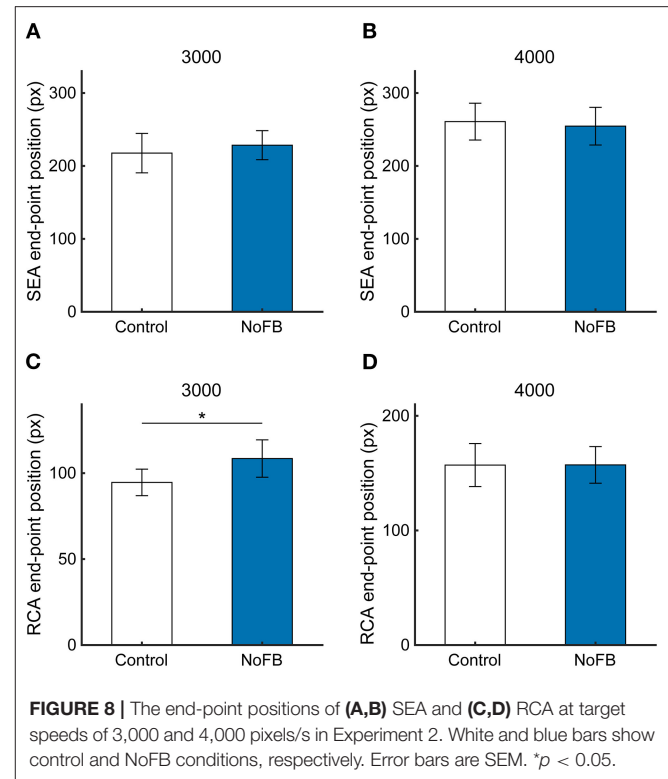 A
3000
SEA end-point position (px)
300
200
100
0
Control
NoFB
B
4000
SEA end-point position (px)
300
200
100
0
Control
NoFB
C
3000
RCA end-point position (px)
100
50
0
*
Control
NoFB
D
4000
RCA end-point position (px)
200
100
0
Control
NoFB
FIGURE 8 | The end-point positions of (A,B) SEA and (C,D) RCA at target
speeds of 3,000 and 4,000 pixels/s in Experiment 2. White and blue bars show
control and NoFB conditions, respectively. Error bars are SEM. *p < 0.05.